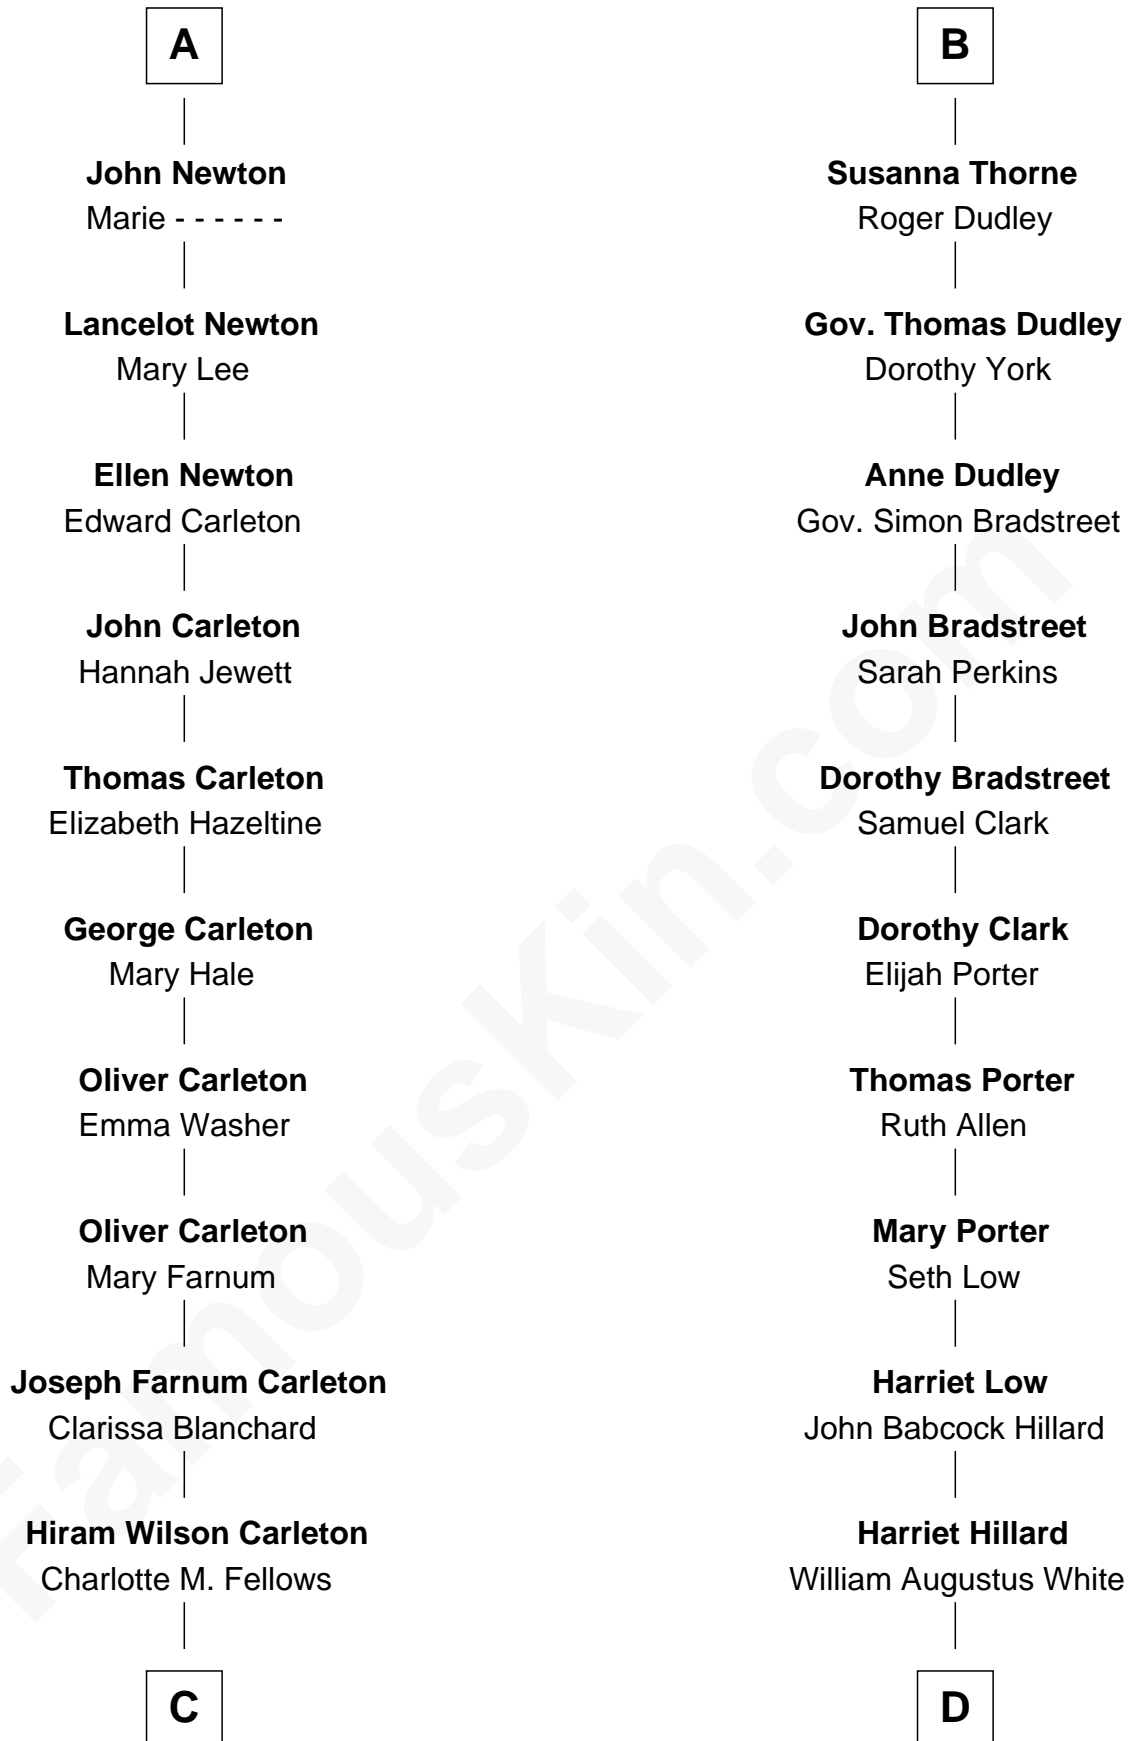 A
John Newton
Marie - - - - - -
Lancelot Newton
Mary Lee
Ellen Newton
Edward Carleton
John Carleton
Hannah Jewett
Thomas Carleton
Elizabeth Hazeltine
George Carleton
Mary Hale
Oliver Carleton
Emma Washer
Oliver Carleton
Mary Farnum
Joseph Farnum Carleton
Clarissa Blanchard
Hiram Wilson Carleton
Charlotte M. Fellows
C
B
Susanna Thorne
Roger Dudley
Gov. Thomas Dudley
Dorothy York
Anne Dudley
Gov. Simon Bradstreet
John Bradstreet
Sarah Perkins
Dorothy Bradstreet
Samuel Clark
Dorothy Clark
Elijah Porter
Thomas Porter
Ruth Allen
Mary Porter
Seth Low
Harriet Low
John Babcock Hillard
Harriet Hillard
William Augustus White
D
FamousKin.com